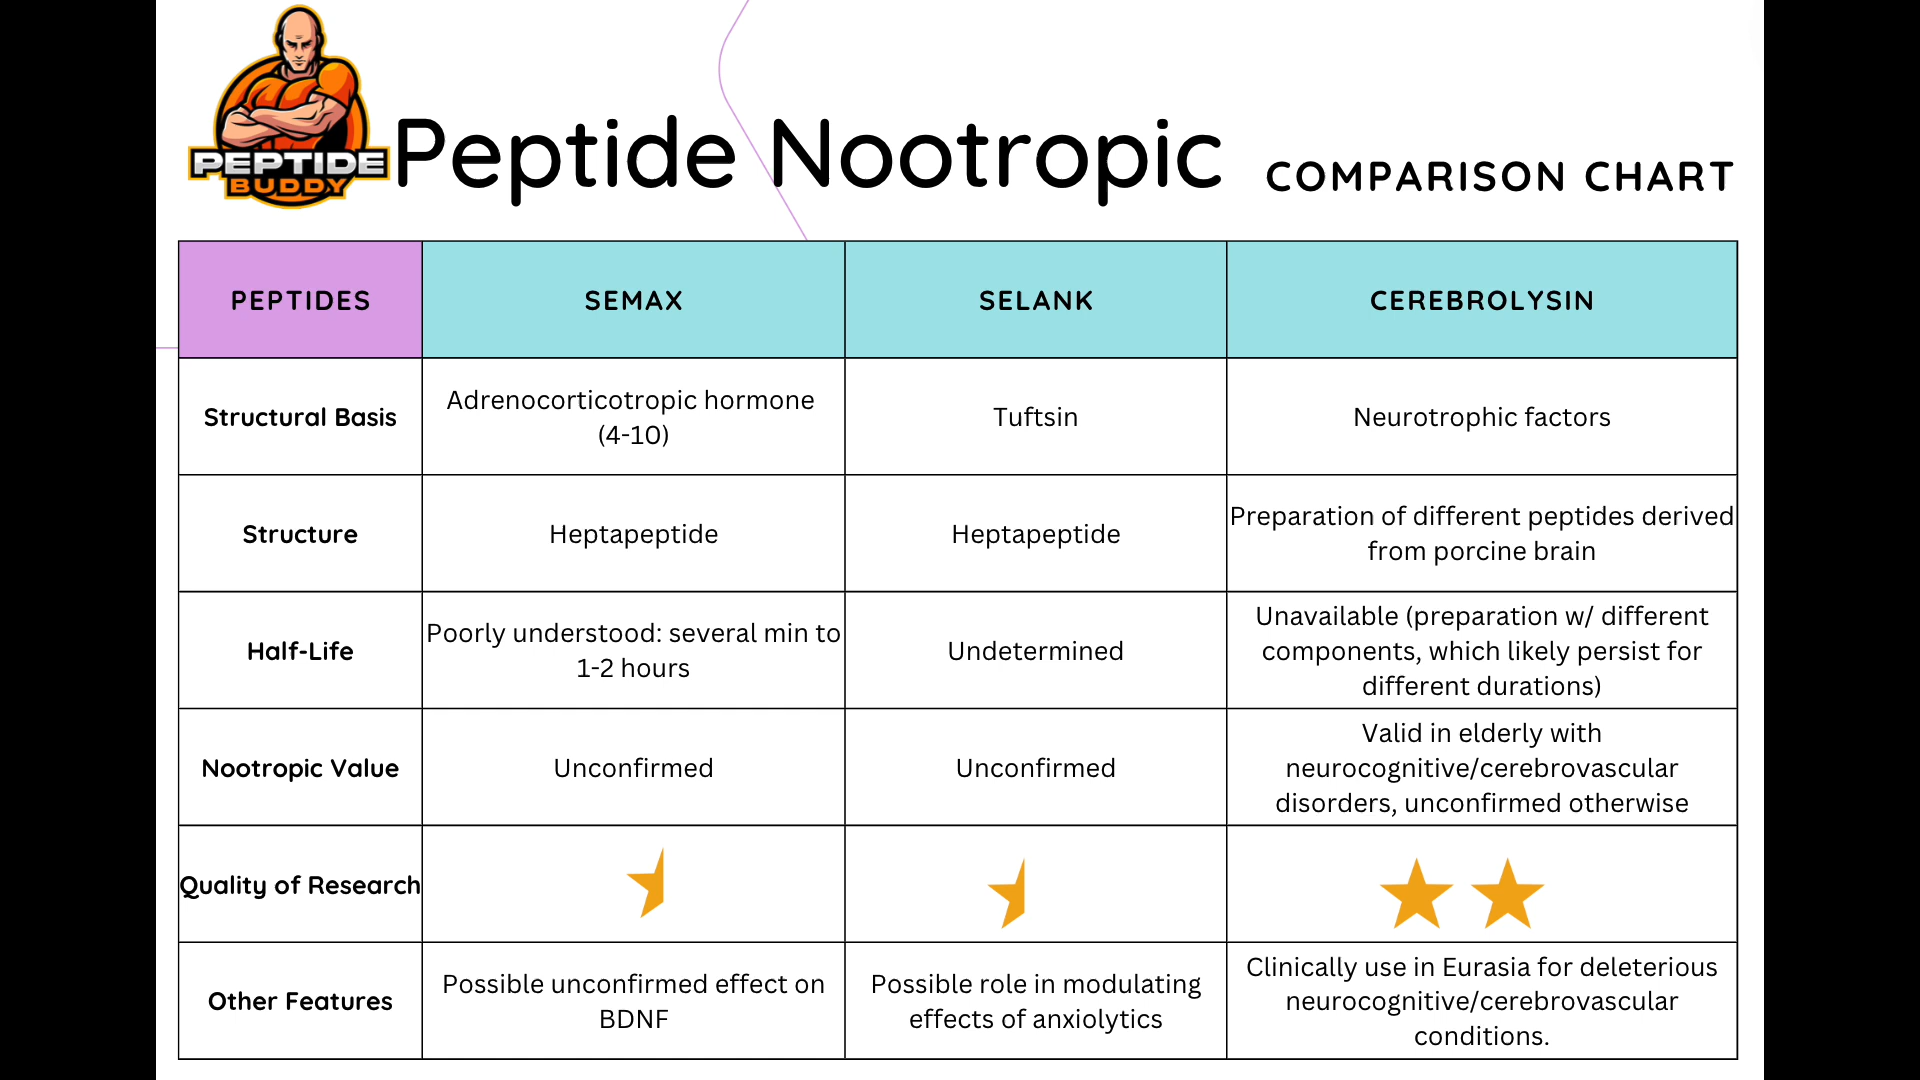 PEPTIDE
BUDDY
Peptide Nootropic COMPARISON CHART
PEPTIDES
SEMAX
SELANK
CEREBROLYSIN
Structural Basis
Adrenocorticotropic hormone
(4-10)
Tuftsin
Neurotrophic factors
Structure
Heptapeptide
Heptapeptide
Preparation of different peptides derived
from porcine brain
Half-Life
Poorly understood: several min to
1-2 hours
Undetermined
Unavailable (preparation w/ different
components, which likely persist for
different durations)
Nootropic Value
Unconfirmed
Unconfirmed
Valid in elderly with
neurocognitive/cerebrovascular
disorders, unconfirmed otherwise
Quality of Research
Other Features
Possible unconfirmed effect on
BDNF
Possible role in modulating
effects of anxiolytics
Clinically use in Eurasia for deleterious
neurocognitive/cerebrovascular
conditions.